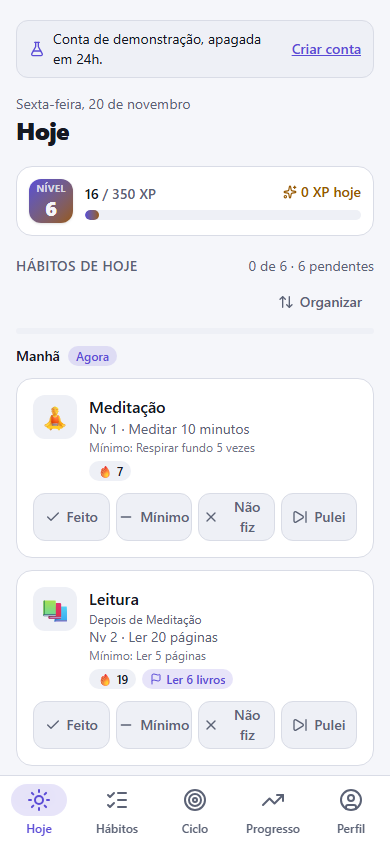 Conta de demonstração, apagada
em 24h.
Criar conta
Sexta-feira, 20 de novembro
Hoje
NÍVEL
6
16 / 350 XP
0 XP hoje
HÁBITOS DE HOJE
0 de 6 · 6 pendentes
Organizar
Manhã
Agora
Meditação
Nv 1 · Meditar 10 minutos
Mínimo: Respirar fundo 5 vezes
7
Feito
Mínimo
Não
fiz
Pulei
Leitura
Depois de Meditação
Nv 2 · Ler 20 páginas
Mínimo: Ler 5 páginas
19
Ler 6 livros
Feito
Mínimo
Não
fiz
Pulei
Hoje
Hábitos
Ciclo
Progresso
Perfil